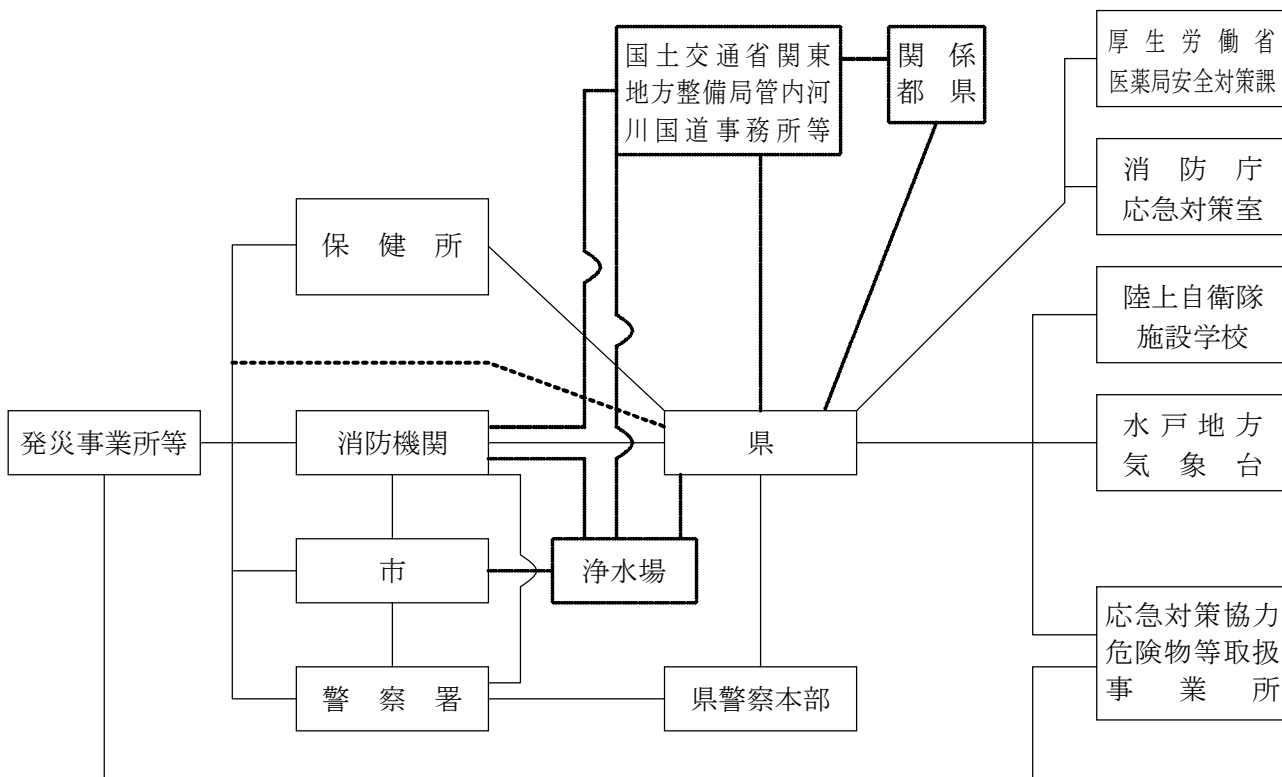 国土交通省関東
地方整備局管内河
川国道事務所等
関係
都県
厚生労働省
医薬局安全対策課
消防庁
応急対策室
保健所
陸上自衛隊
施設学校
発災事業所等
消防機関
県
水戸地方
気象台
市
浄水場
応急対策協力
危険物等取扱
事業所
警察署
県警察本部